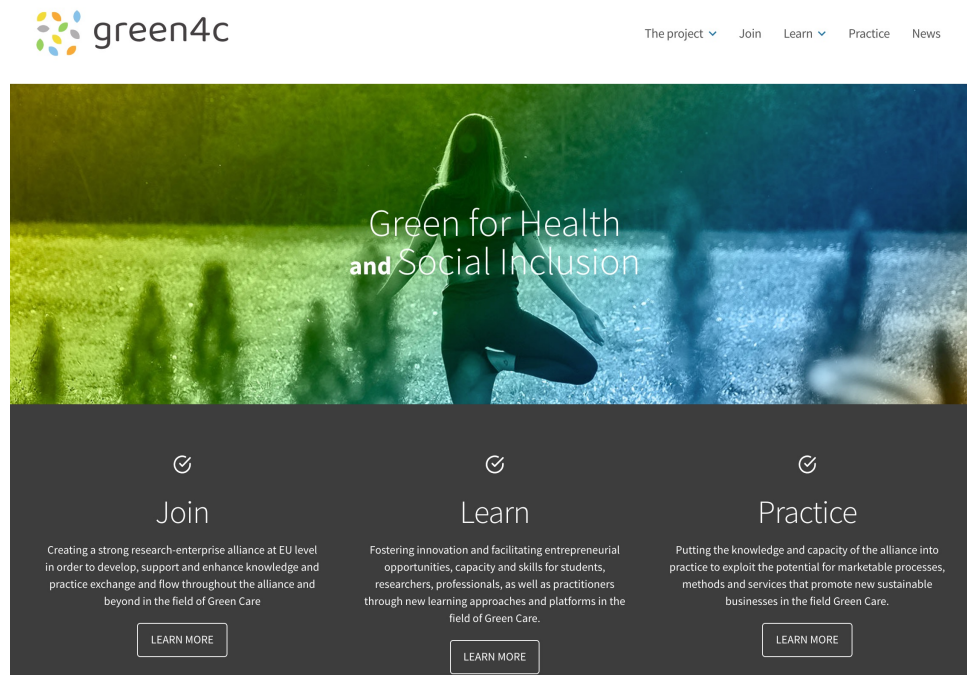 green4c
The project
Join
Learn
Practice
News
Green for Health
and Social Inclusion
Join
Creating a strong research-enterprise alliance at EU level
in order to develop, support and enhance knowledge and
practice exchange and flow throughout the alliance and
beyond in the field of Green Care
LEARN MORE
Learn
Fostering innovation and facilitating entrepreneurial
opportunities, capacity and skills for students,
researchers, professionals, as well as practitioners
through new learning approaches and platforms in the
field of Green Care.
LEARN MORE
Practice
Putting the knowledge and capacity of the alliance into
practice to exploit the potential for marketable processes,
methods and services that promote new sustainable
businesses in the field Green Care.
LEARN MORE